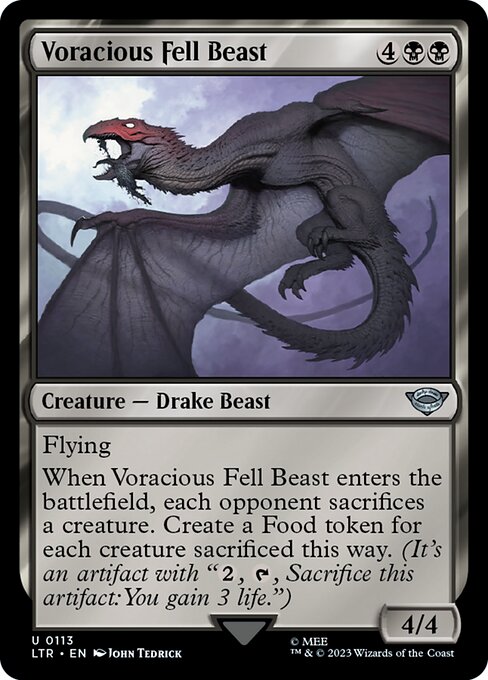 Voracious Fell Beast 4
Creature — Drake Beast
Flying
When Voracious Fell Beast enters the
battlefield, each opponent sacrifices
a creature. Create a Food token for
each creature sacrificed this way. (It's
an artifact with “2, , Sacrifice this
artifact: You gain 3 life.”)
4/4
U 0113
LTR • EN JOHN TEDRICK
© MEE
™ & © 2023 Wizards of the Coast